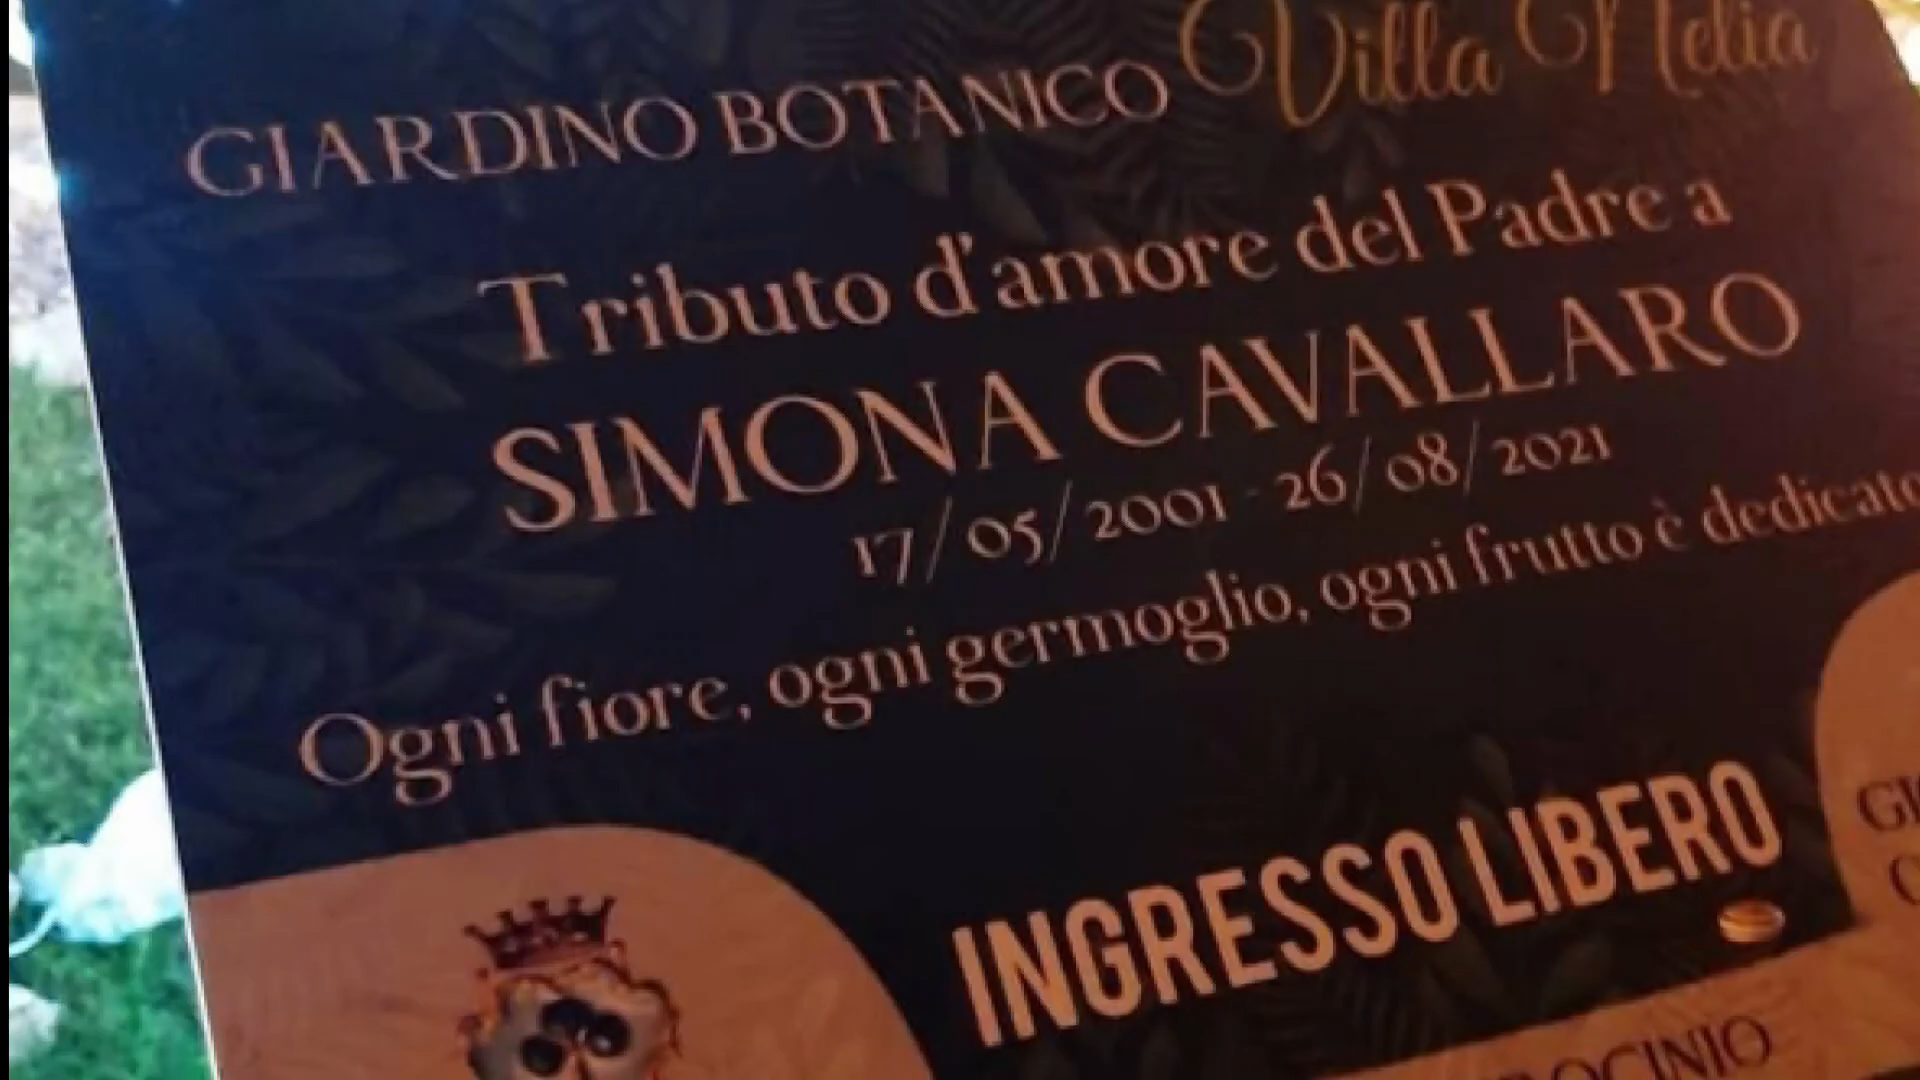 GIARDINO BOTANICO Villa Nelia
Tributo d'amore del Padre a
SIMONA CAVALLARO
17/05/2001 - 26/08/2021
Ogni fiore, ogni germoglio, ogni frutto è dedicato
INGRESSO LIBERO